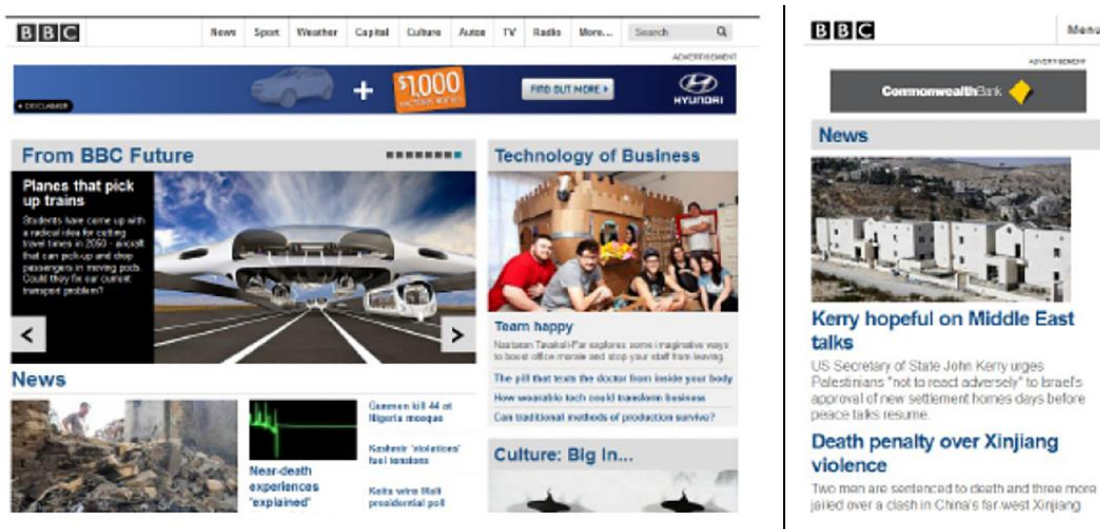 BBC
News Sport Weather Capital Culture Autos TV Radio More... Search
ADVERTISEMENT
+ $1,000
FIND OUT MORE
HYUNDAI
+ DISCLAIMER
From BBC Future
Planes that pick
up trains
Students have come up with
a radical idea for cutting
travel times in 2050 - aircraft
that can pick-up and drop
passengers in moving pods.
Could they fix our current
transport problem?
<
>
Technology of Business
Team happy
Nastaran Tavakoli-Far explores some imaginative ways
to boost office morale and stop your staff from leaving.
The pill that texts the doctor from inside your body
How wearable tech could transform business
Can traditional methods of production survive?
News
Near-death
experiences
'explained'
Gunmen kill 44 at
Nigeria mosque
Kashmir 'violations'
fuel tensions
Keita wins Mali
presidential poll
Culture: Big In...
BBC
Menu
ADVERTISEMENT
CommonwealthBank
News
Kerry hopeful on Middle East
talks
US Secretary of State John Kerry urges
Palestinians "not to react adversely" to Israel's
approval of new settlement homes days before
peace talks resume.
Death penalty over Xinjiang
violence
Two men are sentenced to death and three more
jailed over a clash in China's far-west Xinjiang